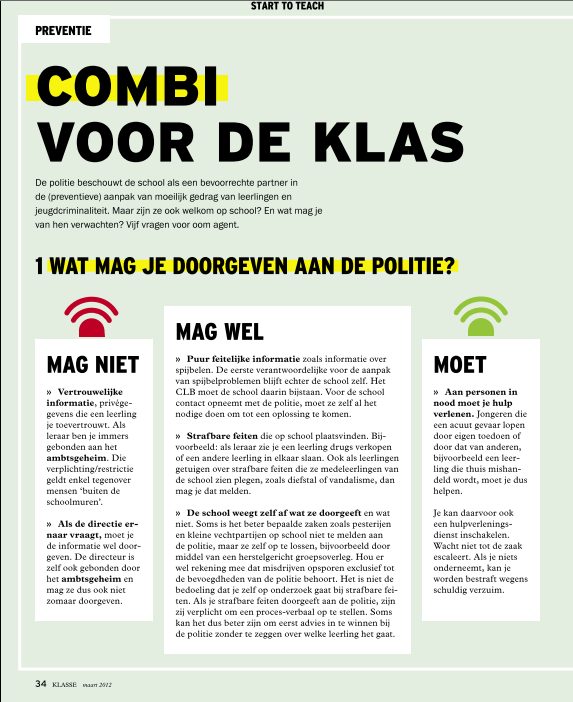 START TO TEACH
PREVENTIE
COMBI
VOOR DE KLAS
De politie beschouwt de school als een bevoorrechte partner in
de (preventieve) aanpak van moeilijk gedrag van leerlingen en
jeugdcriminaliteit. Maar zijn ze ook welkom op school? En wat mag je
van hen verwachten? Vijf vragen voor oom agent.
1 WAT MAG JE DOORGEVEN AAN DE POLITIE?
MAG NIET
» Vertrouwelijke
informatie, privége-
gevens die een leerling
je toevertrouwt. Als
leraar ben je immers
gebonden aan het
ambtsgeheim. Die
verplichting/restrictie
geldt enkel tegenover
mensen ‘buiten de
schoolmuren’.
» Als de directie er-
naar vraagt, moet je
de informatie wel door-
geven. De directeur is
zelf ook gebonden door
het ambtsgeheim en
mag ze dus ook niet
zomaar doorgeven.
MAG WEL
» Puur feitelijke informatie zoals informatie over
spijbelen. De eerste verantwoordelijke voor de aanpak
van spijbelproblemen blijft echter de school zelf. Het
CLB moet de school daarin bijstaan. Voor de school
contact opneemt met de politie, moet ze zelf al het
nodige doen om tot een oplossing te komen.
» Strafbare feiten die op school plaatsvinden. Bij-
voorbeeld: als leraar zie je een leerling drugs verkopen
of een andere leerling in elkaar slaan. Ook als leerlingen
getuigen over strafbare feiten die ze medeleerlingen van
de school zien plegen, zoals diefstal of vandalisme, dan
mag je dat melden.
» De school weegt zelf af wat ze doorgeeft en wat
niet. Soms is het beter bepaalde zaken zoals pesterijen
en kleine vechtpartijen op school niet te melden aan
de politie, maar ze zelf op te lossen, bijvoorbeeld door
middel van een herstelgericht groepsoverleg. Hou er
wel rekening mee dat misdrijven opsporen exclusief tot
de bevoegdheden van de politie behoort. Het is niet de
bedoeling dat je zelf op onderzoek gaat bij strafbare fei-
ten. Als je strafbare feiten doorgeeft aan de politie, zijn
zij verplicht om een proces-verbaal op te stellen. Soms
kan het dus beter zijn om eerst advies in te winnen bij
de politie zonder te zeggen over welke leerling het gaat.
MOET
» Aan personen in
nood moet je hulp
verlenen. Jongeren die
een acuut gevaar lopen
door eigen toedoen of
door dat van anderen,
bijvoorbeeld een leer-
ling die thuis mishan-
deld wordt, moet je dus
helpen.
Je kan daarvoor ook
een hulpverlenings-
dienst inschakelen.
Wacht niet tot de zaak
escaleert. Als je niets
onderneemt, kan je
worden bestraft wegens
schuldig verzuim.
34 KLASSE maart 2012